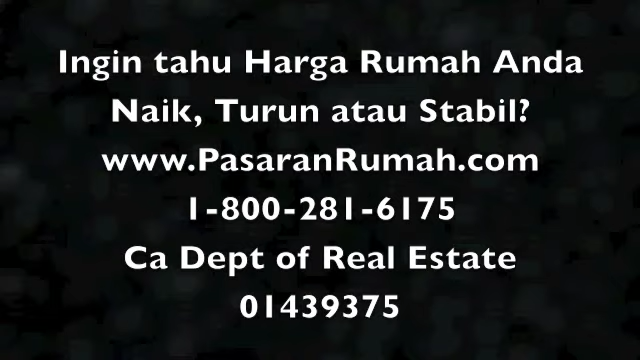 Ingin tahu Harga Rumah Anda
Naik, Turun atau Stabil?
www.PasaranRumah.com
1-800-281-6175
Ca Dept of Real Estate
01439375